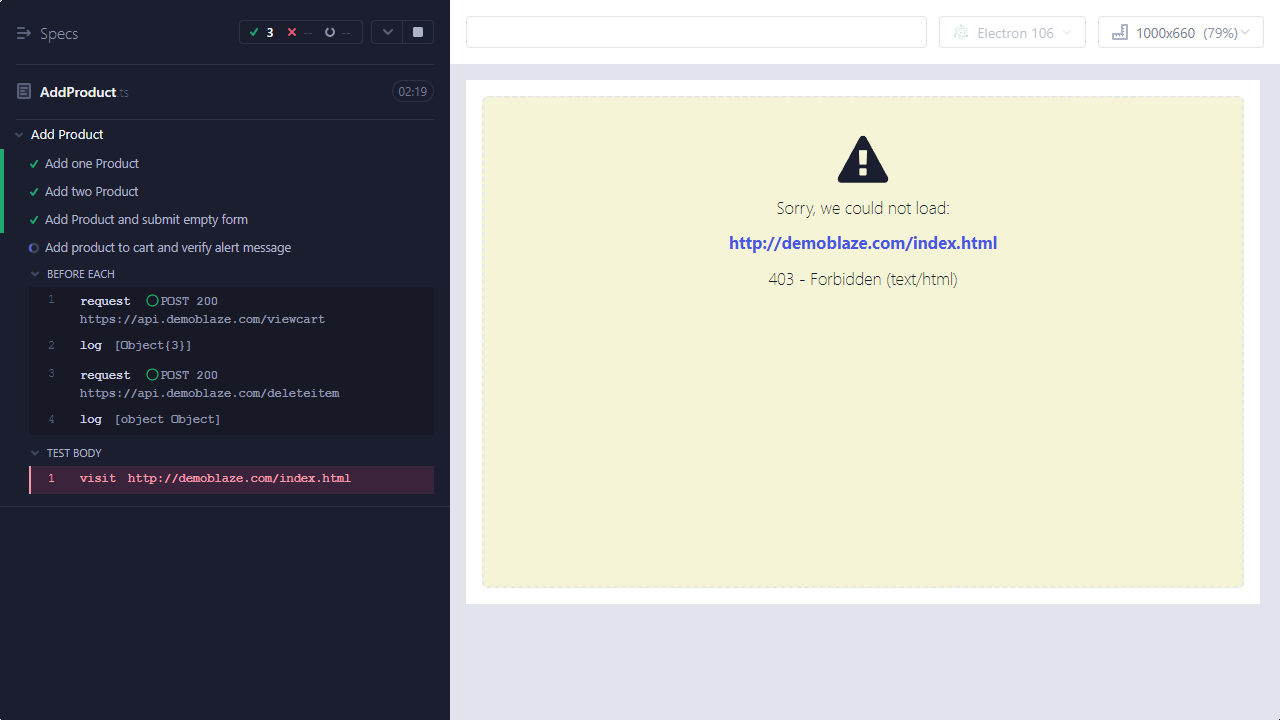 Specs
3 -- --
AddProduct.ts 02:19
Add Product
Add one Product
Add two Product
Add Product and submit empty form
Add product to cart and verify alert message
BEFORE EACH
1 request POST 200
https://api.demoblaze.com/viewcart
2 log [Object{3}]
3 request POST 200
https://api.demoblaze.com/deleteitem
4 log [object Object]
TEST BODY
1 visit http://demoblaze.com/index.html
Electron 106
1000x660 (79%)
Sorry, we could not load:
http://demoblaze.com/index.html
403 - Forbidden (text/html)